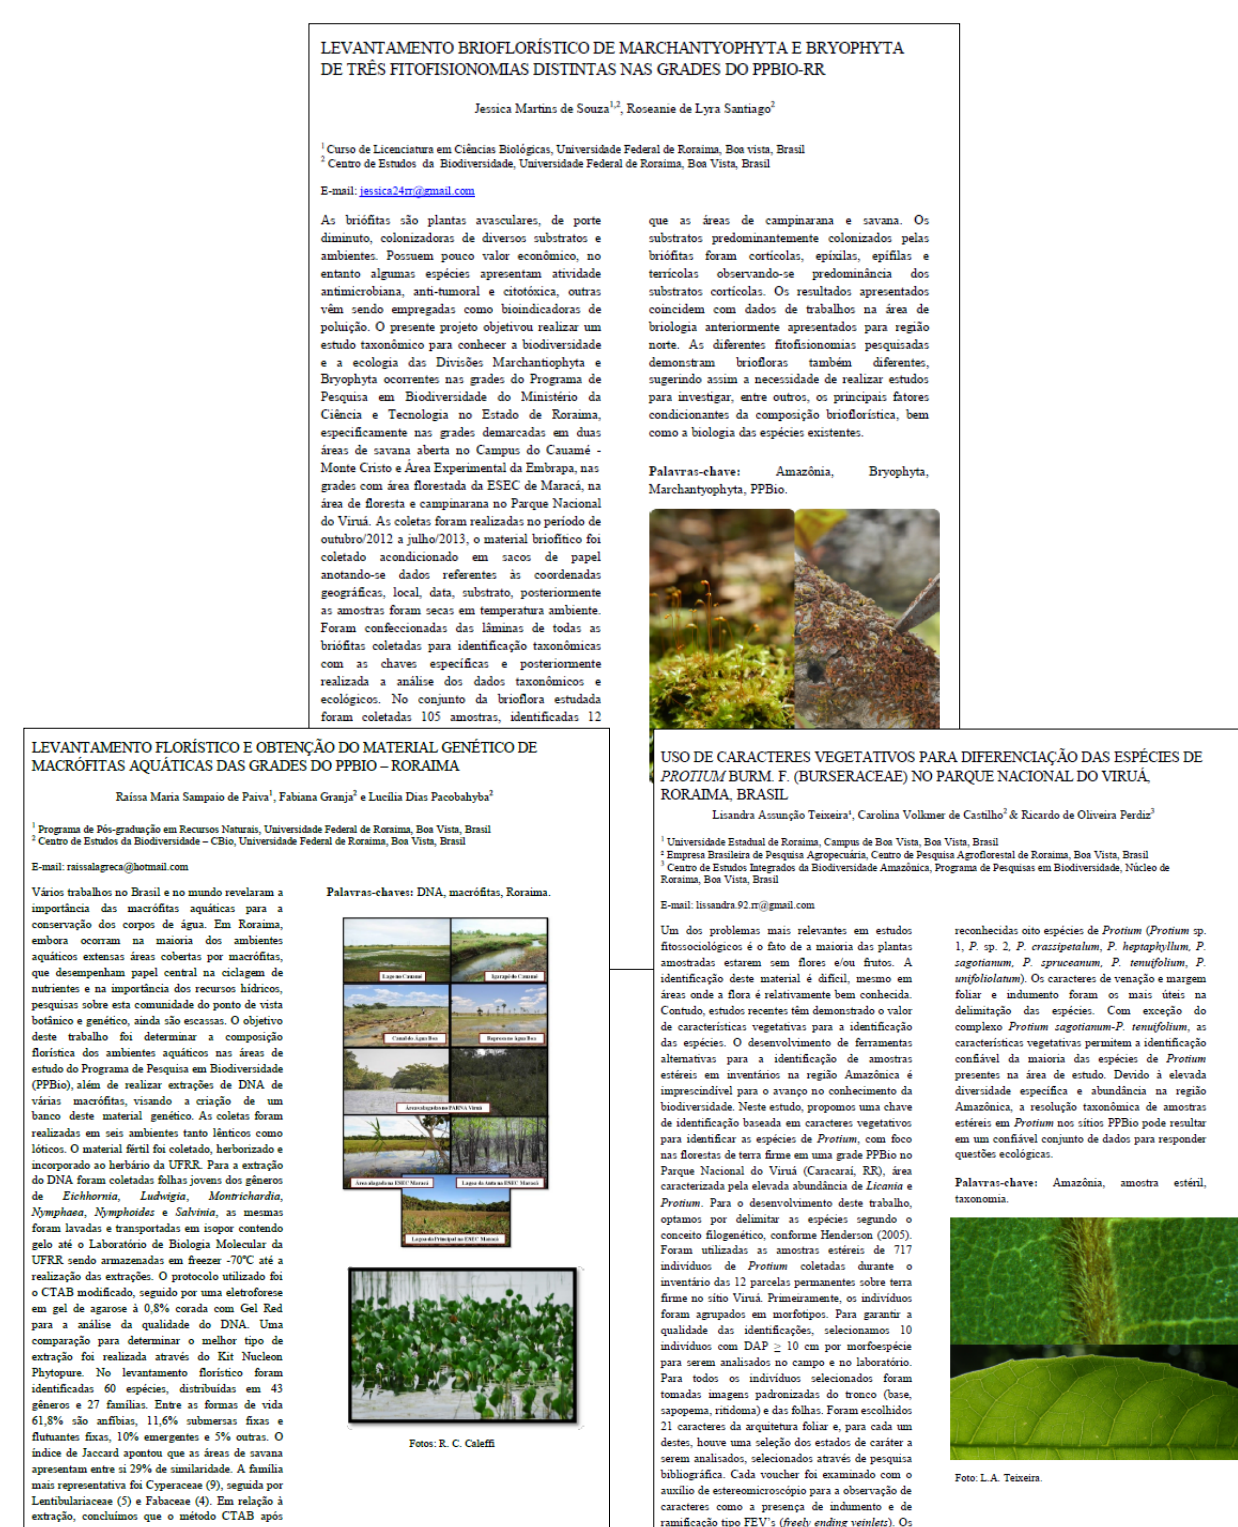 LEVANTAMENTO BRIOFLORÍSTICO DE MARCHANTYOPHYTA E BRYOPHYTA
DE TRÊS FITOFISIONOMIAS DISTINTAS NAS GRADES DO PPBIO-RR
Jessica Martins de Souza1,2, Roseanie de Lyra Santiago2
1 Curso de Licenciatura em Ciências Biológicas, Universidade Federal de Roraima, Boa vista, Brasil
2 Centro de Estudos da Biodiversidade, Universidade Federal de Roraima, Boa Vista, Brasil
E-mail: jessica24rr@gmail.com
As briófitas são plantas avasculares, de porte
diminuto, colonizadoras de diversos substratos e
ambientes. Possuem pouco valor econômico, no
entanto algumas espécies apresentam atividade
antimicrobiana, anti-tumoral e citotóxica, outras
vêm sendo empregadas como bioindicadoras de
poluição. O presente projeto objetivou realizar um
estudo taxonômico para conhecer a biodiversidade
e a ecologia das Divisões Marchantiophyta e
Bryophyta ocorrentes nas grades do Programa de
Pesquisa em Biodiversidade do Ministério da
Ciência e Tecnologia no Estado de Roraima,
especificamente nas grades demarcadas em duas
áreas de savana aberta no Campus do Cauamé -
Monte Cristo e Área Experimental da Embrapa, nas
grades com área florestada da ESEC de Maracá, na
área de floresta e campinarana no Parque Nacional
do Viruá. As coletas foram realizadas no período de
outubro/2012 a julho/2013, o material briofítico foi
coletado acondicionado em sacos de papel
anotando-se dados referentes às coordenadas
geográficas, local, data, substrato, posteriormente
as amostras foram secas em temperatura ambiente.
Foram confeccionadas das lâminas de todas as
briófitas coletadas para identificação taxonômicas
com as chaves específicas e posteriormente
realizada a análise dos dados taxonômicos e
ecológicos. No conjunto da brioflora estudada
foram coletadas 105 amostras, identificadas 12
que as áreas de campinarana e savana. Os
substratos predominantemente colonizados pelas
briófitas foram cortícolas, epíxilas, epífilas e
terrícolas observando-se predominância dos
substratos cortícolas. Os resultados apresentados
coincidem com dados de trabalhos na área de
briologia anteriormente apresentados para região
norte. As diferentes fitofisionomias pesquisadas
demonstram briofloras também diferentes,
sugerindo assim a necessidade de realizar estudos
para investigar, entre outros, os principais fatores
condicionantes da composição brioflorística, bem
como a biologia das espécies existentes.
Palavras-chave: Amazônia, Bryophyta,
Marchantyophyta, PPBio.
LEVANTAMENTO FLORÍSTICO E OBTENÇÃO DO MATERIAL GENÉTICO DE
MACRÓFITAS AQUÁTICAS DAS GRADES DO PPBIO – RORAIMA
Raíssa Maria Sampaio de Paiva1, Fabiana Granja2 e Lucília Dias Pacobahyba2
1 Programa de Pós-graduação em Recursos Naturais, Universidade Federal de Roraima, Boa Vista, Brasil
2 Centro de Estudos da Biodiversidade – CBio, Universidade Federal de Roraima, Boa Vista, Brasil
E-mail: raissalagreca@hotmail.com
Vários trabalhos no Brasil e no mundo revelaram a
importância das macrófitas aquáticas para a
conservação dos corpos de água. Em Roraima,
embora ocorram na maioria dos ambientes
aquáticos extensas áreas cobertas por macrófitas,
que desempenham papel central na ciclagem de
nutrientes e na importância dos recursos hídricos,
pesquisas sobre esta comunidade do ponto de vista
botânico e genético, ainda são escassas. O objetivo
deste trabalho foi determinar a composição
florística dos ambientes aquáticos nas áreas de
estudo do Programa de Pesquisa em Biodiversidade
(PPBio), além de realizar extrações de DNA de
várias macrófitas, visando a criação de um
banco deste material genético. As coletas foram
realizadas em seis ambientes tanto lênticos como
lóticos. O material fértil foi coletado, herborizado e
incorporado ao herbário da UFRR. Para a extração
do DNA foram coletadas folhas jovens dos gêneros
de Eichhornia, Ludwigia, Montrichardia,
Nymphaea, Nymphoides e Salvinia, as mesmas
foram lavadas e transportadas em isopor contendo
gelo até o Laboratório de Biologia Molecular da
UFRR sendo armazenadas em freezer -70ºC até a
realização das extrações. O protocolo utilizado foi
o CTAB modificado, seguido por uma eletroforese
em gel de agarose à 0,8% corada com Gel Red
para a análise da qualidade do DNA. Uma
comparação para determinar o melhor tipo de
extração foi realizada através do Kit Nucleon
Phytopure. No levantamento florístico foram
identificadas 60 espécies, distribuídas em 43
gêneros e 27 famílias. Entre as formas de vida
61,8% são anfíbias, 11,6% submersas fixas e
flutuantes fixas, 10% emergentes e 5% outras. O
índice de Jaccard apontou que as áreas de savana
apresentam entre si 29% de similaridade. A família
mais representativa foi Cyperaceae (9), seguida por
Lentibulariaceae (5) e Fabaceae (4). Em relação à
extração, concluímos que o método CTAB após
Palavras-chaves: DNA, macrófitas, Roraima.
Lago no Cauamé
Igarapé do Cauamé
Canal do Água Boa
Represa no Água Boa
Área alagada no PARNA Viruá
Área alagada na ESEC Maracá
Lagoa da Anta na ESEC Maracá
Lagoa do Principal na ESEC Maracá
Fotos: R. C. Caleffi
USO DE CARACTERES VEGETATIVOS PARA DIFERENCIAÇÃO DAS ESPÉCIES DE
PROTIUM BURM. F. (BURSERACEAE) NO PARQUE NACIONAL DO VIRUÁ,
RORAIMA, BRASIL
Lisandra Assunção Teixeira1, Carolina Volkmer de Castilho2 & Ricardo de Oliveira Perdiz3
1 Universidade Estadual de Roraima, Campus de Boa Vista, Boa Vista, Brasil
2 Empresa Brasileira de Pesquisa Agropecuária, Centro de Pesquisa Agroflorestal de Roraima, Boa Vista, Brasil
3 Centro de Estudos Integrados da Biodiversidade Amazônica, Programa de Pesquisas em Biodiversidade, Núcleo de
Roraima, Boa Vista, Brasil
E-mail: lissandra.92.rr@gmail.com
Um dos problemas mais relevantes em estudos
fitossociológicos é o fato de a maioria das plantas
amostradas estarem sem flores e/ou frutos. A
identificação deste material é difícil, mesmo em
áreas onde a flora é relativamente bem conhecida.
Contudo, estudos recentes têm demonstrado o valor
de características vegetativas para a identificação
das espécies. O desenvolvimento de ferramentas
alternativas para a identificação de amostras
estéreis em inventários na região Amazônica é
imprescindível para o avanço no conhecimento da
biodiversidade. Neste estudo, propomos uma chave
de identificação baseada em caracteres vegetativos
para identificar as espécies de Protium, com foco
nas florestas de terra firme em uma grade PPBio no
Parque Nacional do Viruá (Caracaraí, RR), área
caracterizada pela elevada abundância de Licania e
Protium. Para o desenvolvimento deste trabalho,
optamos por delimitar as espécies segundo o
conceito filogenético, conforme Henderson (2005).
Foram utilizadas as amostras estéreis de 717
indivíduos de Protium coletadas durante o
inventário das 12 parcelas permanentes sobre terra
firme no sítio Viruá. Primeiramente, os indivíduos
foram agrupados em morfotipos. Para garantir a
qualidade das identificações, selecionamos 10
indivíduos com DAP ≥ 10 cm por morfoespécie
para serem analisados no campo e no laboratório.
Para todos os indivíduos selecionados foram
tomadas imagens padronizadas do tronco (base,
sapopema, ritidoma) e das folhas. Foram escolhidos
21 caracteres da arquitetura foliar e, para cada um
destes, houve uma seleção dos estados de caráter a
serem analisados, selecionados através de pesquisa
bibliográfica. Cada voucher foi examinado com o
auxílio de estereomicroscópio para a observação de
caracteres como a presença de indumento e de
ramificação tipo FEV's (freely ending veinlets). Os
reconhecidas oito espécies de Protium (Protium sp.
1, P. sp. 2, P. crassipetalum, P. heptaphyllum, P.
sagotianum, P. spruceanum, P. tenuifolium, P.
unifoliolatum). Os caracteres de venação e margem
foliar e indumento foram os mais úteis na
delimitação das espécies. Com exceção do
complexo Protium sagotianum-P. tenuifolium, as
características vegetativas permitem a identificação
confiável da maioria das espécies de Protium
presentes na área de estudo. Devido à elevada
diversidade específica e abundância na região
Amazônica, a resolução taxonômica de amostras
estéreis em Protium nos sítios PPBio pode resultar
em um confiável conjunto de dados para responder
questões ecológicas.
Palavras-chave: Amazônia, amostra estéril,
taxonomia.
Foto: L.A. Teixeira.